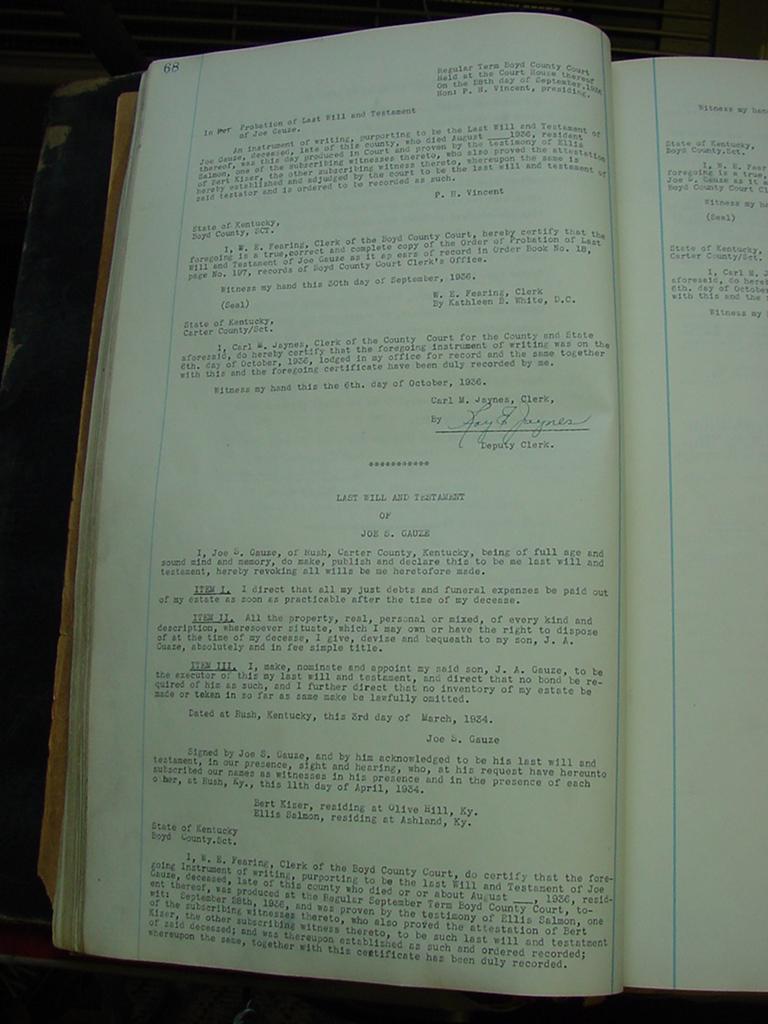 68
Regular Term Boyd County Court
Held at the Court House thereof
On the 28th day of September, 1936
Hon: P. H. Vincent, presiding.
In Re: Probation of Last Will and Testament
of Joe Gauze.
An instrument of writing, purporting to be the Last Will and Testament of
Joe Gauze, deceased, late of this county, who died August ____1936, resident
thereof, was this day produced in Court and proven by the testimony of Ellis
Salmon, one of the subscribing witnesses thereto, who also proved the attestation
of Bert Kizer, the other subscribing witness thereto, whereupon the same is
hereby established and adjudged by the court to be the last will and testament of
said testator and is ordered to be recorded as such.
P. H. Vincent
State of Kentucky,
Boyd County, SCT.
I, W. E. Fearing, Clerk of the Boyd County Court, hereby certify that the
foregoing is a true,correct and complete copy of the Order of Probation of Last
Will and Testament of Joe Gauze as it ap ears of record in Order Book No. 18,
page No. 197, records of Boyd County Court Clerk's Office.
Witness my hand this 30th day of September, 1936.
(Seal)
W. E. Fearing, Clerk
By Kathleen B. White, D.C.
State of Kentucky,
Carter County/Sct.
I, Carl M. Jaynes, Clerk of the County Court for the County and State
aforesaid, do hereby certify that the foregoing instrument of writing was on the
6th. day of October, 1936, lodged in my office for record and the same together
with this and the foregoing certificate have been duly recorded by me.
Witness my hand this the 6th. day of October, 1936.
Carl M. Jaynes, Clerk,
By Ray F Jaynes
Deputy Clerk.
***********
LAST WILL AND TESTAMENT
OF
JOE S. GAUZE
I, Joe S. Gauze, of Rush, Carter County, Kentucky, being of full age and
sound mind and memory, do make, publish and declare this to be me last will and
testament, hereby revoking all wills be me heretofore made.
ITEM I. I direct that all my just debts and funeral expenses be paid out
of my estate as soon as practicable after the time of my decease.
ITEM II. All the property, real, personal or mixed, of every kind and
description, wheresoever situate, which I may own or have the right to dispose
of at the time of my decease, I give, devise and bequeath to my son, J. A.
Guaze, absolutely and in fee simple title.
ITEM III. I, make, nominate and appoint my said son, J. A. Gauze, to be
the executor of this my last will and testament, and direct that no bond be re-
quired of him as such, and I further direct that no inventory of my estate be
made or taken in so far as same make be lawfully omitted.
Dated at Rush, Kentucky, this 3rd day of March, 1934.
Joe S. Gauze
Signed by Joe S. Gauze, and by him acknowledged to be his last will and
testament, in our presence, sight and hearing, who, at his request have hereunto
subscribed our names as witnesses in his presence and in the presence of each
o her, at Rush, Ky., this 11th day of April, 1934.
Bert Kizer, residing at Olive Hill, Ky.
Ellis Salmon, residing at Ashland, Ky.
State of Kentucky
Boyd County.Sct.
I, W. E. Fearing, Clerk of the Boyd County Court, do certify that the fore-
going instrument of writing, purporting to be the last Will and Testament of Joe
Gauze, deceased, late of this county who died or or about August ___, 1936, resid-
ent thereof, was produced at the Regular September Term Boyd County Court, to-
wit: September 28th, 1936, and was proven by the testimony of Ellis Salmon, one
of the subscribing witnesses thereto, who also proved the attestation of Bert
Kizer, the other subscribing witness thereto, to be such last will and teststment
of said deceased; and was thereupon established as such and ordered recorded;
whereupon the same, together with this certificate has been duly recorded.
Witness my han
State of Kentucky,
Boyd County.Sct.
I, W. E. Fear
foregoing is a
Joe S. Gauze as it
Boyd County Court Cl
Witness my h
(Seal)
State of Kentucky,
Carter County/Sct.
I, Carl M. J
aforesaid, do hereb
6th. day of Octobe
with this and the
Witness my